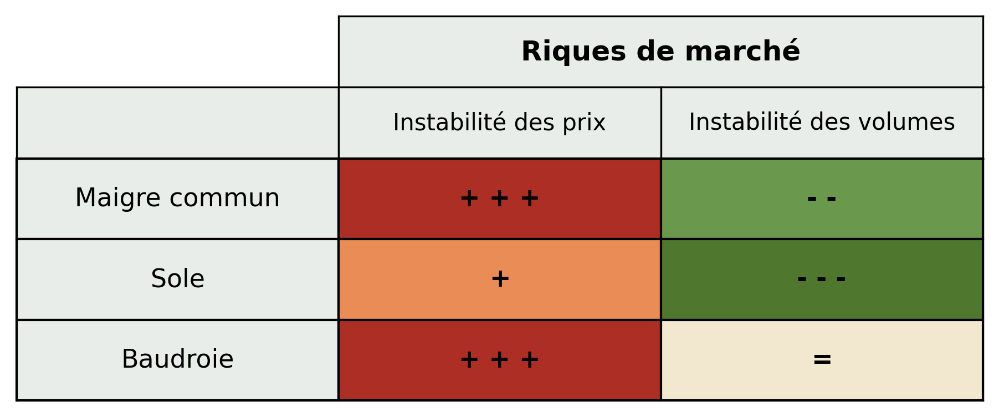 Riques de marché
Instabilité des prix Instabilité des volumes
Maigre commun + + + - -
Sole + - - -
Baudroie + + + =